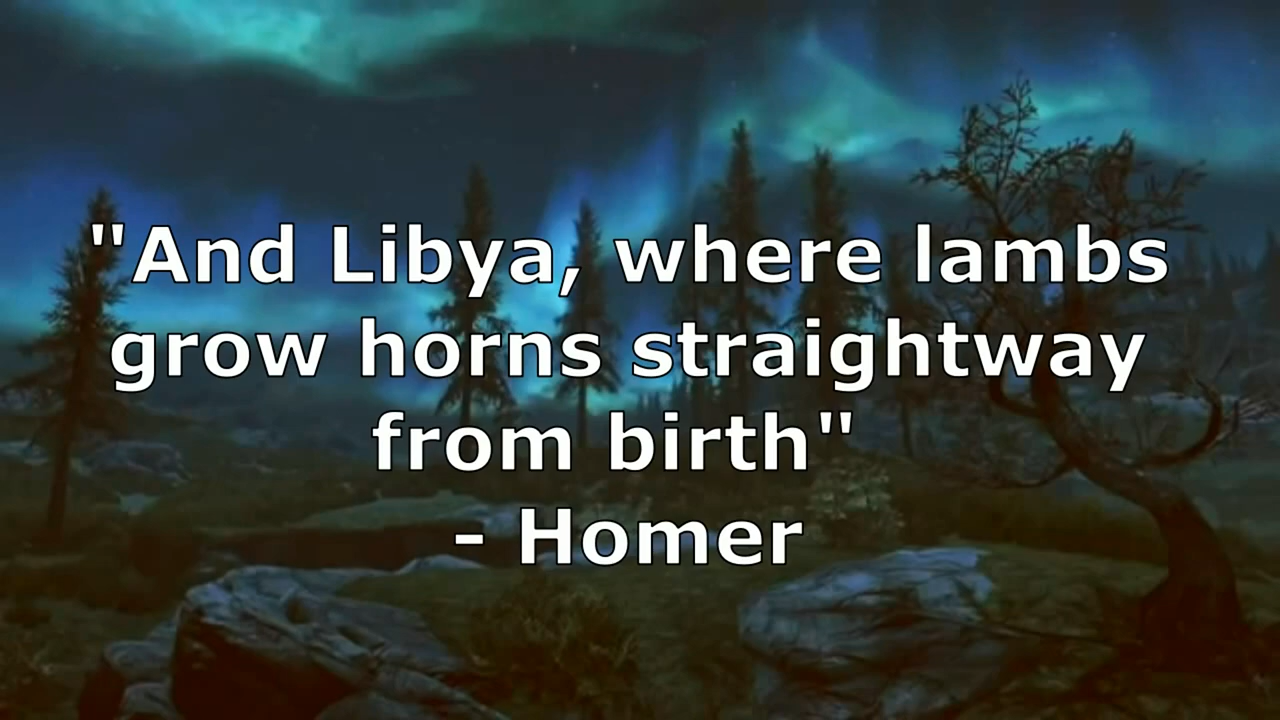 "And Libya, where lambs
grow horns straightway
from birth"
- Homer